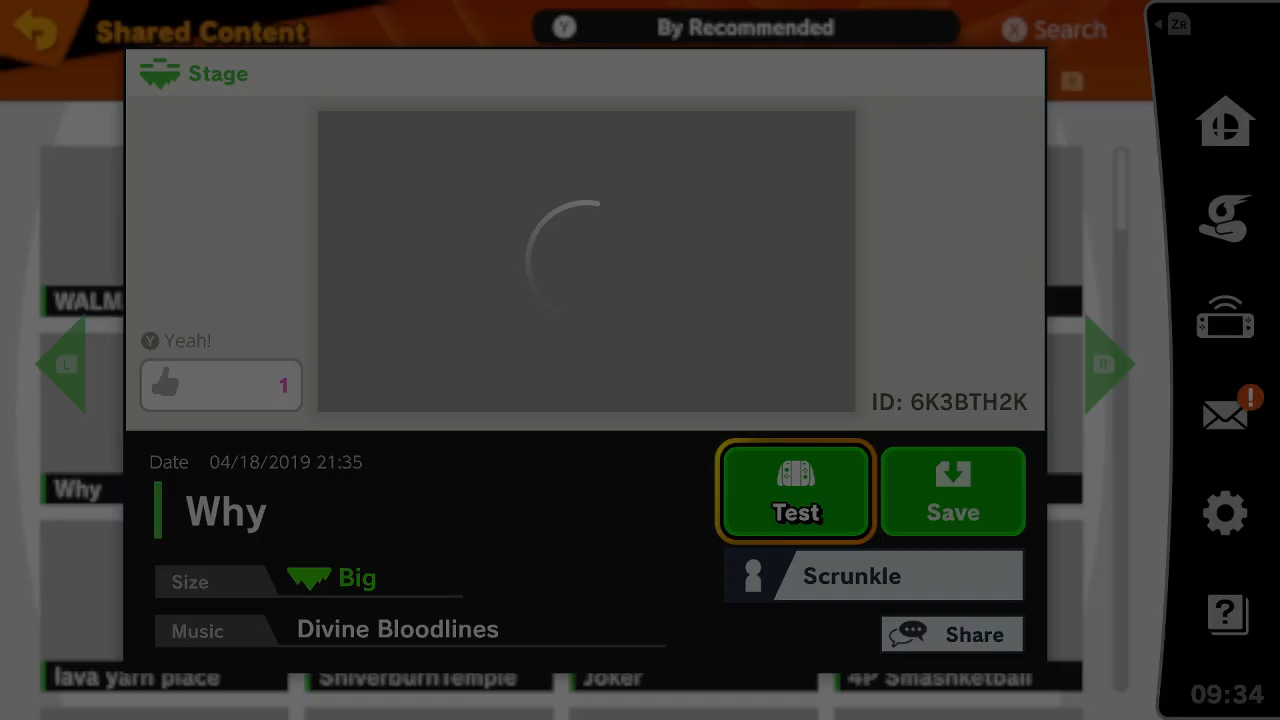 Shared Content
Y By Recommended
X Search
ZR
R
Stage
WALM
L
R
Y Yeah!
1
ID: 6K3BTH2K
Date 04/18/2019 21:35
Why
Why
Test
Save
Size Big
Scrunkle
Music Divine Bloodlines
Share
lava yarn place
ShiverburnTemple
Joker
4P Smashketball
09:34